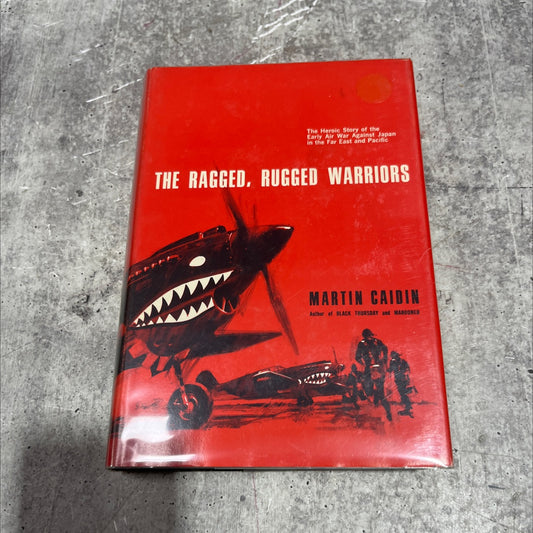 The Heroic Story of the
Early Air War Against Japan
in the Far East and Pacific
THE RAGGED, RUGGED WARRIORS
MARTIN CAIDIN
Author of BLACK THURSDAY and MAROONED